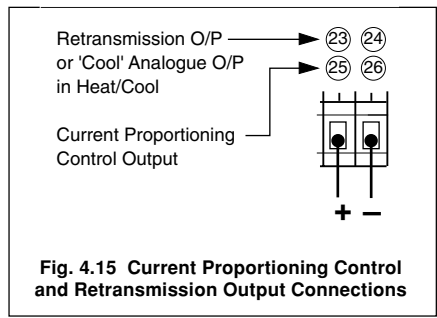 Retransmission O/P
or 'Cool' Analogue O/P
in Heat/Cool
23 24
25 26
Current Proportioning
Control Output
+ –
Fig. 4.15 Current Proportioning Control
and Retransmission Output Connections